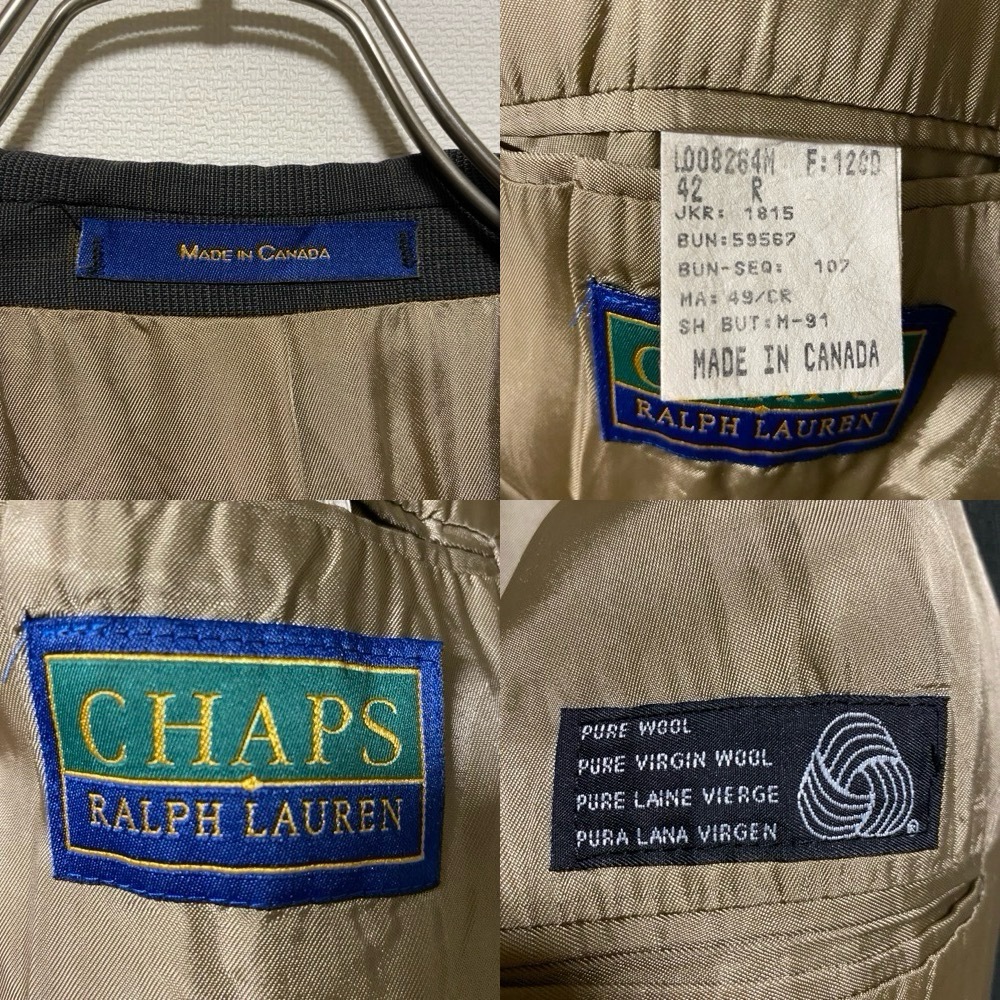 MADE IN CANADA
L008264M F: 128D
42 R
JKR: 1815
BUN:59567
BUN-SEQ: 107
MA: 49/CR
SH BUT:M-91
MADE IN CANADA
RALPH LAUREN
CHAPS
RALPH LAUREN
PURE WOOL
PURE VIRGIN WOOL
PURE LAINE VIERGE
PURA LANA VIRGEN